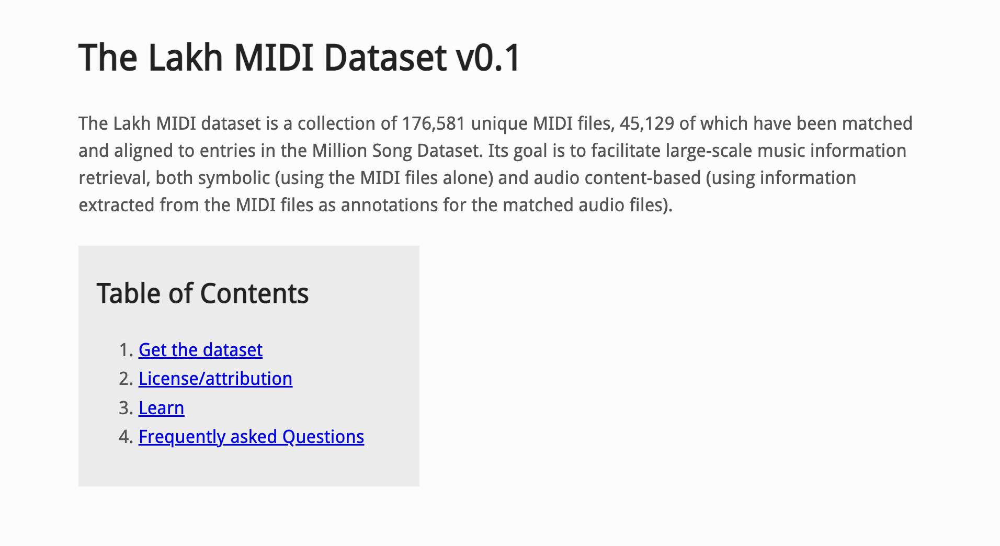 The Lakh MIDI Dataset v0.1
The Lakh MIDI dataset is a collection of 176,581 unique MIDI files, 45,129 of which have been matched
and aligned to entries in the Million Song Dataset. Its goal is to facilitate large-scale music information
retrieval, both symbolic (using the MIDI files alone) and audio content-based (using information
extracted from the MIDI files as annotations for the matched audio files).
Table of Contents
1. Get the dataset
2. License/attribution
3. Learn
4. Frequently asked Questions